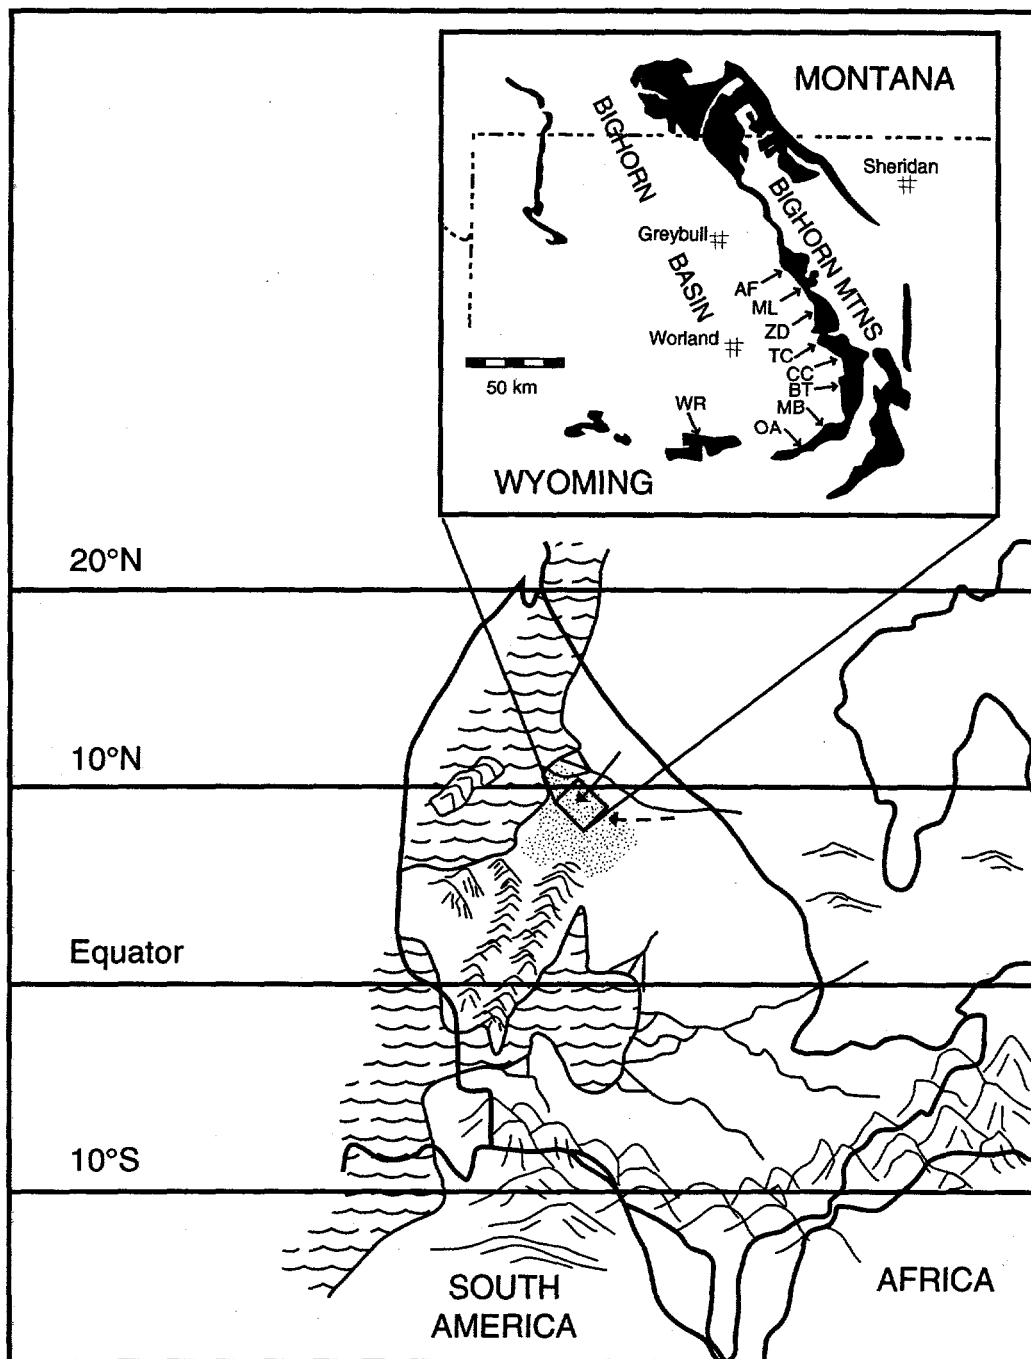 MONTANA
BIGHORN
Sheridan
BIGHORN MTNS
Greybull
BASIN
AF
ML
ZD
Worland
TC
CC
50 km
BT
WR
MB
OA
WYOMING
20°N
10°N
Equator
10°S
SOUTH
AMERICA
AFRICA